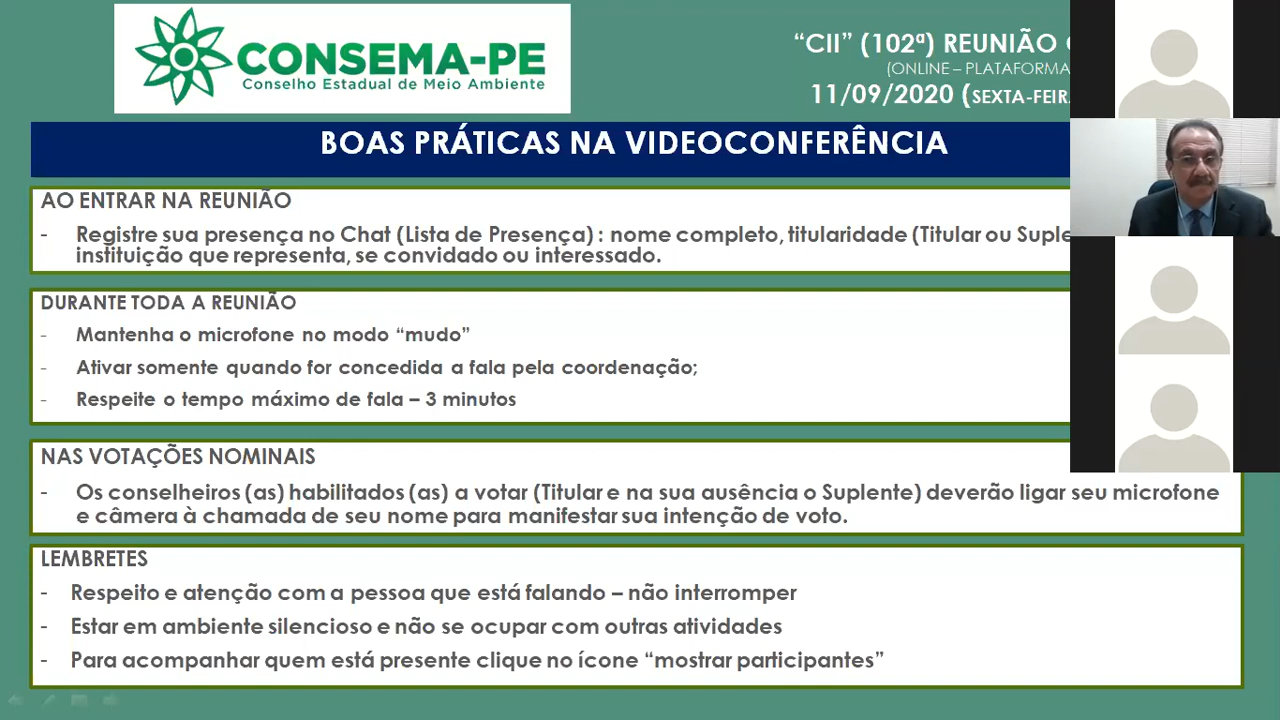 CONSEMA-PE
Conselho Estadual de Meio Ambiente
“CII” (102ª) REUNIÃO
(ONLINE – PLATAFORMA
11/09/2020 (SEXTA-FEIRA
BOAS PRÁTICAS NA VIDEOCONFERÊNCIA
AO ENTRAR NA REUNIÃO
- Registre sua presença no Chat (Lista de Presença) : nome completo, titularidade (Titular ou Suple
instituição que representa, se convidado ou interessado.
DURANTE TODA A REUNIÃO
- Mantenha o microfone no modo “mudo”
- Ativar somente quando for concedida a fala pela coordenação;
- Respeite o tempo máximo de fala – 3 minutos
NAS VOTAÇÕES NOMINAIS
- Os conselheiros (as) habilitados (as) a votar (Titular e na sua ausência o Suplente) deverão ligar seu microfone
e câmera à chamada de seu nome para manifestar sua intenção de voto.
LEMBRETES
- Respeito e atenção com a pessoa que está falando – não interromper
- Estar em ambiente silencioso e não se ocupar com outras atividades
- Para acompanhar quem está presente clique no ícone “mostrar participantes”